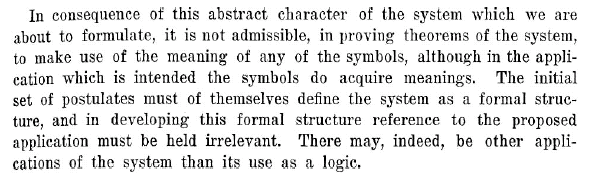 In consequence of this abstract character of the system which we are
about to formulate, it is not admissible, in proving theorems of the system,
to make use of the meaning of any of the symbols, although in the appli-
cation which is intended the symbols do acquire meanings. The initial
set of postulates must of themselves define the system as a formal struc-
ture, and in developing this formal structure reference to the proposed
application must be held irrelevant. There may, indeed, be other appli-
cations of the system than its use as a logic.